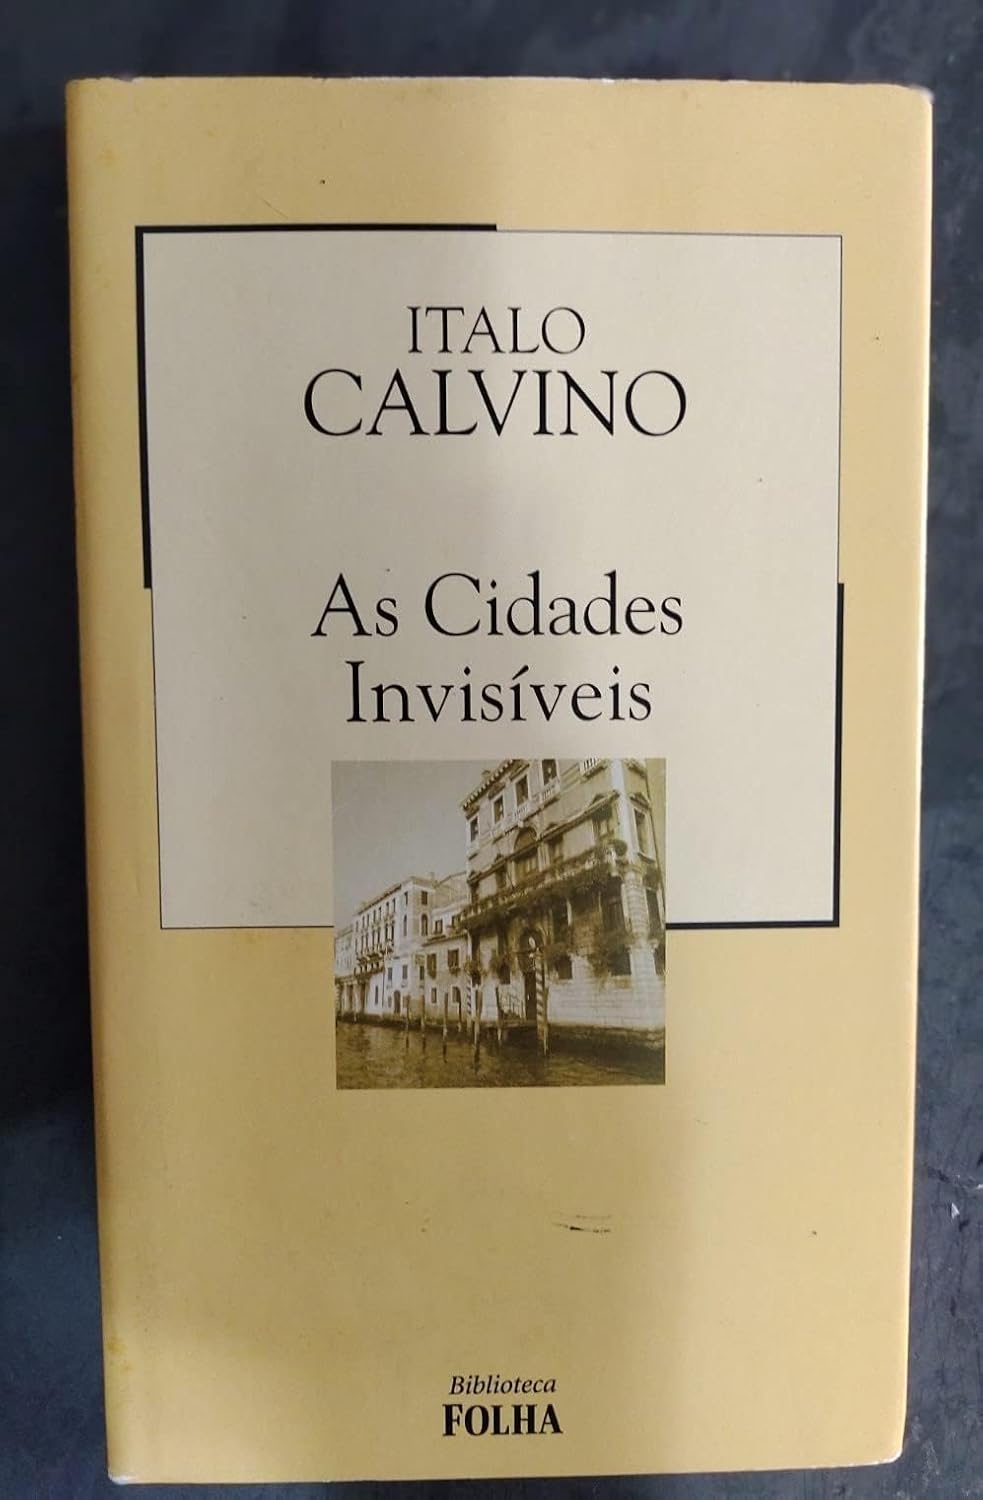 ITALO
CALVINO
As Cidades
Invisíveis
Biblioteca
FOLHA